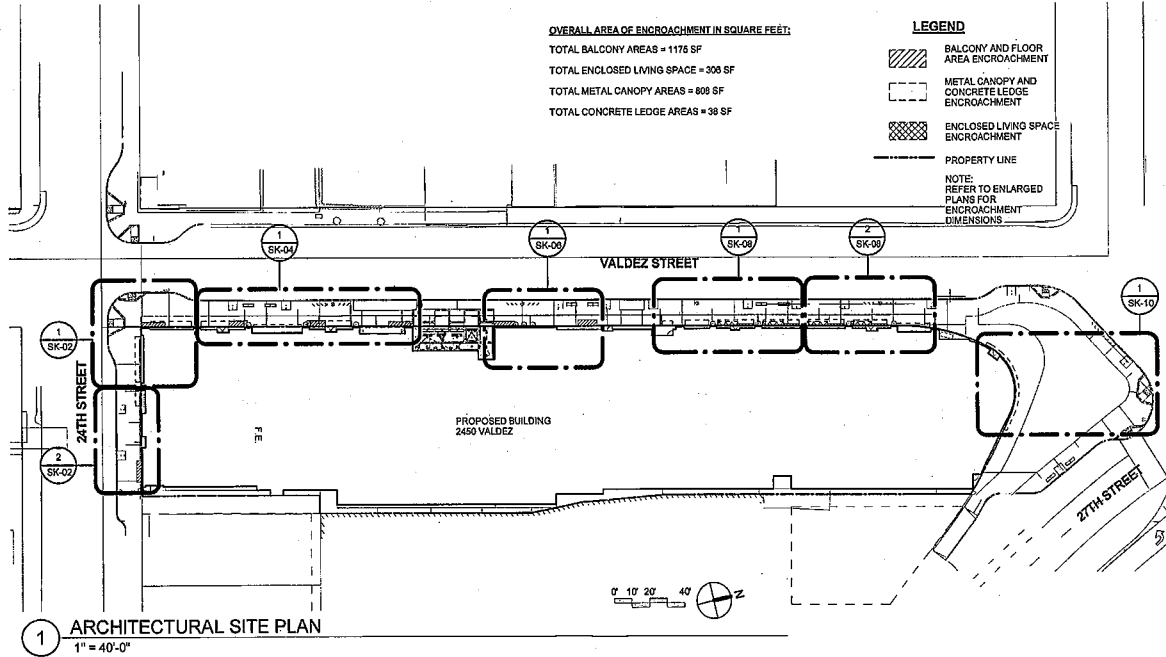 OVERALL AREA OF ENCROACHMENT IN SQUARE FEET:
TOTAL BALCONY AREAS = 1175 SF
TOTAL ENCLOSED LIVING SPACE = 306 SF
TOTAL METAL CANOPY AREAS = 808 SF
TOTAL CONCRETE LEDGE AREAS = 38 SF
LEGEND
BALCONY AND FLOOR
AREA ENCROACHMENT
METAL CANOPY AND
CONCRETE LEDGE
ENCROACHMENT
ENCLOSED LIVING SPACE
ENCROACHMENT
PROPERTY LINE
NOTE:
REFER TO ENLARGED
PLANS FOR
ENCROACHMENT
DIMENSIONS
1
SK-04
1
SK-06
1
SK-08
2
SK-08
VALDEZ STREET
1
SK-10
1
SK-02
24TH STREET
2
SK-02
F.E.
PROPOSED BUILDING
2450 VALDEZ
27TH STREET
0' 10' 20' 40'
N
1
ARCHITECTURAL SITE PLAN
1" = 40'-0"